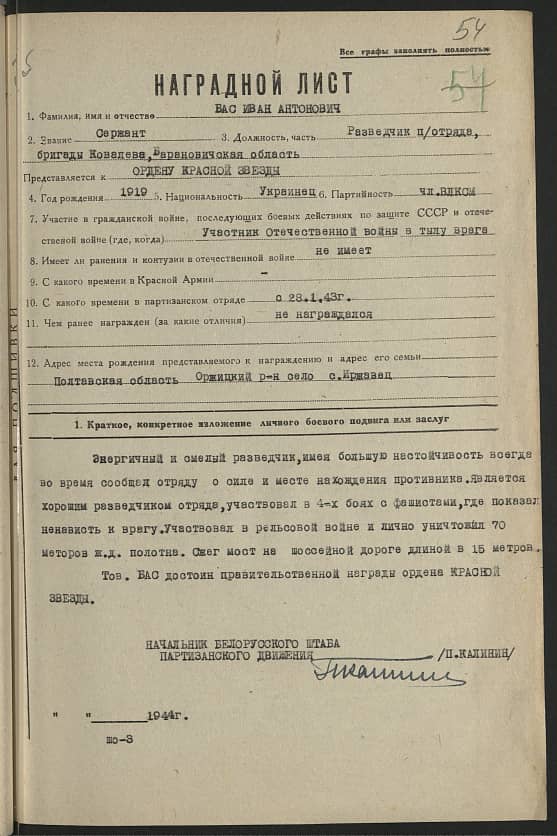 54
Все графы заполнять полностью
НАГРАДНОЙ ЛИСТ
54
1. Фамилия, имя и отчество БАС ИВАН АНТОНОВИЧ
2. Звание Сержант 3. Должность, часть Разведчик п/отряда,
бригады Ковалева, Барановичская область
Представляется к ОРДЕНУ КРАСНОЙ ЗВЕЗДЫ
4. Год рождения 1919 5. Национальность Украинец 6. Партийность чл.ВЛКСМ
7. Участие в гражданской войне, последующих боевых действиях по защите СССР и отече-
ственой войне (где, когда) Участник Отечественной войны в тылу врага
8. Имеет ли ранения и контузии в отечественной войне не имеет
9. С какого времени в Красной Армии -
10. С какого времени в партизанском отряде с 28.1.43г.
11. Чем ранее награжден (за какие отличия) не награждался
12. Адрес места рождения представляемого к награждению и адрес его семьи
Полтавская область Оржицкий р-н село с.Иржавец
1. Краткое, конкретное изложение личного боевого подвига или заслуг
Энергичный и смелый разведчик,имея большую настойчивость всегда
во время сообщал отряду о силе и месте нахождения противника.Является
хорошим разведчиком отряда,участвовал в 4-х боях с фашистами,где показал
ненависть к врагу.Участвовал в рельсовой войне и лично уничтожил 70
меторов ж.д. полотна. Сжег мост на шоссейной дороге длиной в 15 метров.
Тов. БАС достоин правительственной награды ордена КРАСНОЙ
ЗВЕЗДЫ.
НАЧАЛЬНИК БЕЛОРУССКОГО ШТАБА
ПАРТИЗАНСКОГО ДВИЖЕНИЯ /П.КАЛИНИН/
" " 1944г.
шо-3